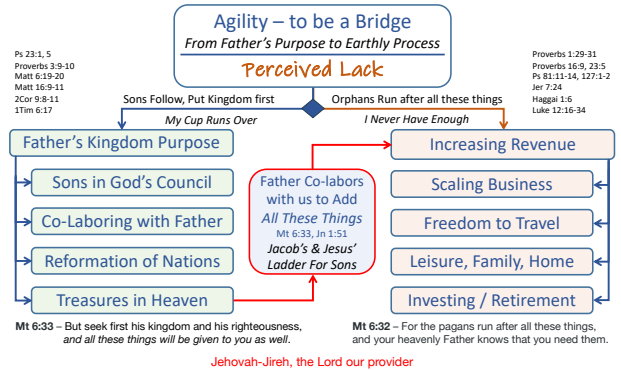 Agility – to be a Bridge
From Father's Purpose to Earthly Process
Perceived Lack
Ps 23:1, 5
Proverbs 3:9-10
Matt 6:19-20
Matt 16:9-11
2Cor 9:8-11
1Tim 6:17
Proverbs 1:29-31
Proverbs 16:9, 23:5
Ps 81:11-14, 127:1-2
Jer 7:24
Haggai 1:6
Luke 12:16-34
Sons Follow, Put Kingdom first
My Cup Runs Over
Orphans Run after all these things
I Never Have Enough
Father's Kingdom Purpose
Sons in God's Council
Co-Laboring with Father
Reformation of Nations
Treasures in Heaven
Father Co-labors
with us to Add
All These Things
Mt 6:33, Jn 1:51
Jacob's & Jesus'
Ladder For Sons
Increasing Revenue
Scaling Business
Freedom to Travel
Leisure, Family, Home
Investing / Retirement
Mt 6:33 – But seek first his kingdom and his righteousness,
and all these things will be given to you as well.
Mt 6:32 – For the pagans run after all these things,
and your heavenly Father knows that you need them.
Jehovah-Jireh, the Lord our provider